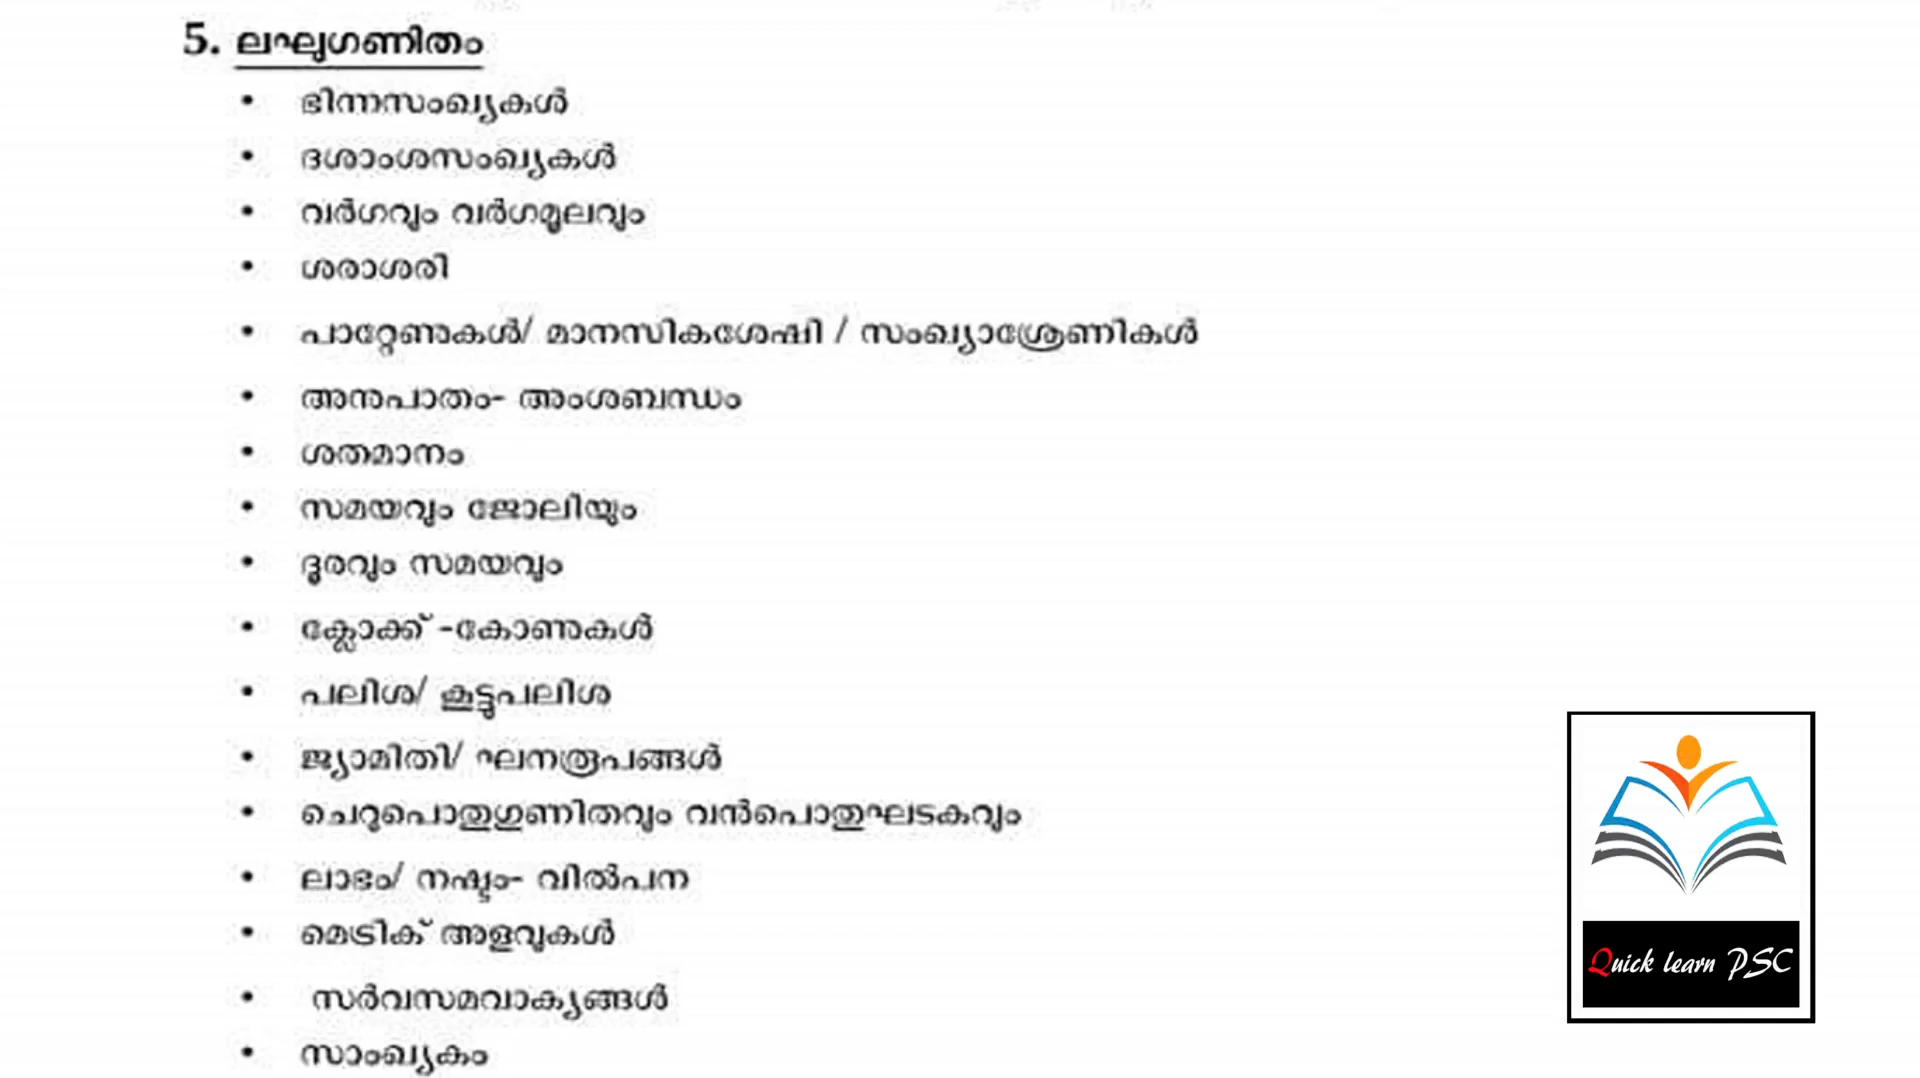 5. ലഘുഗണിതം
• ഭിന്നസംഖ്യകൾ
• ദശാംശസംഖ്യകൾ
• വർഗവും വർഗമൂലവും
• ശരാശരി
• പാറ്റേണുകൾ/ മാനസികശേഷി / സംഖ്യാശ്രേണികൾ
• അനുപാതം- അംശബന്ധം
• ശതമാനം
• സമയവും ജോലിയും
• ദൂരവും സമയവും
• ക്ലോക്ക് -കോണുകൾ
• പലിശ/ കൂട്ടുപലിശ
• ജ്യാമിതി/ ഘനരൂപങ്ങൾ
• ചെറുപൊതുഗുണിതവും വൻപൊതുഘടകവും
• ലാഭം/ നഷ്ടം- വിൽപന
• മെട്രിക് അളവുകൾ
• സർവസമവാക്യങ്ങൾ
• സാംഖ്യകം
Quick learn PSC